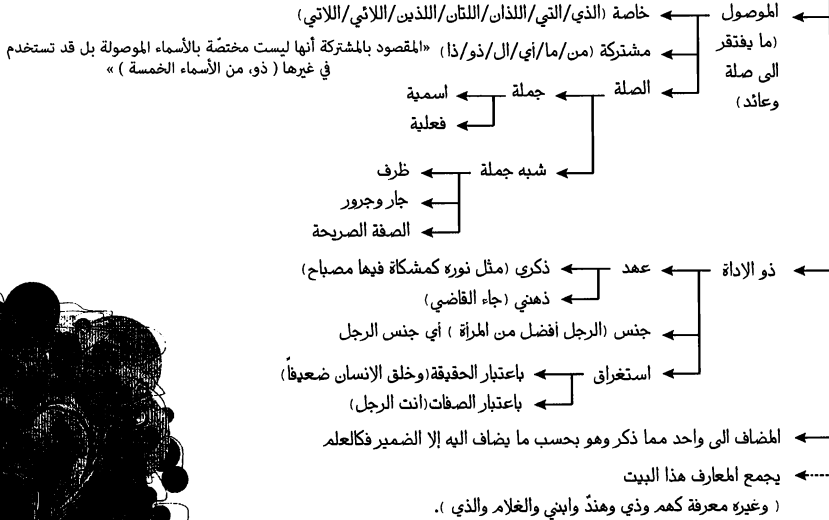 الموصول
(ما يفتقر
الى صلة
وعائد)
خاصة (الذي/التي/اللذان/اللتان/اللذين/اللائي/اللاتي)
مشتركة (من/ما/أي/ال/ذو/ذا) «المقصود بالمشتركة أنها ليست مختصّة بالأسماء الموصولة بل قد تستخدم
في غيرها ( ذو، من الأسماء الخمسة ) »
الصلة
جملة
اسمية
فعلية
شبه جملة
ظرف
جار وجرور
الصفة الصريحة
ذو الاداة
عهد
ذكري (مثل نوره كمشكاة فيها مصباح)
ذهني (جاء القاضي)
جنس (الرجل أفضل من المرأة ) أي جنس الرجل
استغراق
باعتبار الحقيقة(وخلق الانسان ضعيفاً)
باعتبار الصفات(انت الرجل)
المضاف الى واحد مما ذكر وهو بحسب ما يضاف اليه إلا الضمير فكالعلم
يجمع المعارف هذا البيت
( وغيره معرفة كهم وذي وهندٌ وابني والغلام والذي ).